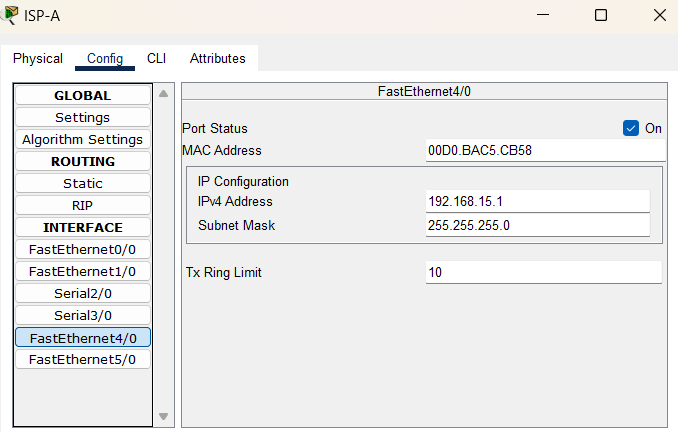 ISP-A
Physical Config CLI Attributes
GLOBAL
Settings
Algorithm Settings
ROUTING
Static
RIP
INTERFACE
FastEthernet0/0
FastEthernet1/0
Serial2/0
Serial3/0
FastEthernet4/0
FastEthernet5/0
FastEthernet4/0
Port Status On
MAC Address 00D0.BAC5.CB58
IP Configuration
IPv4 Address 192.168.15.1
Subnet Mask 255.255.255.0
Tx Ring Limit 10